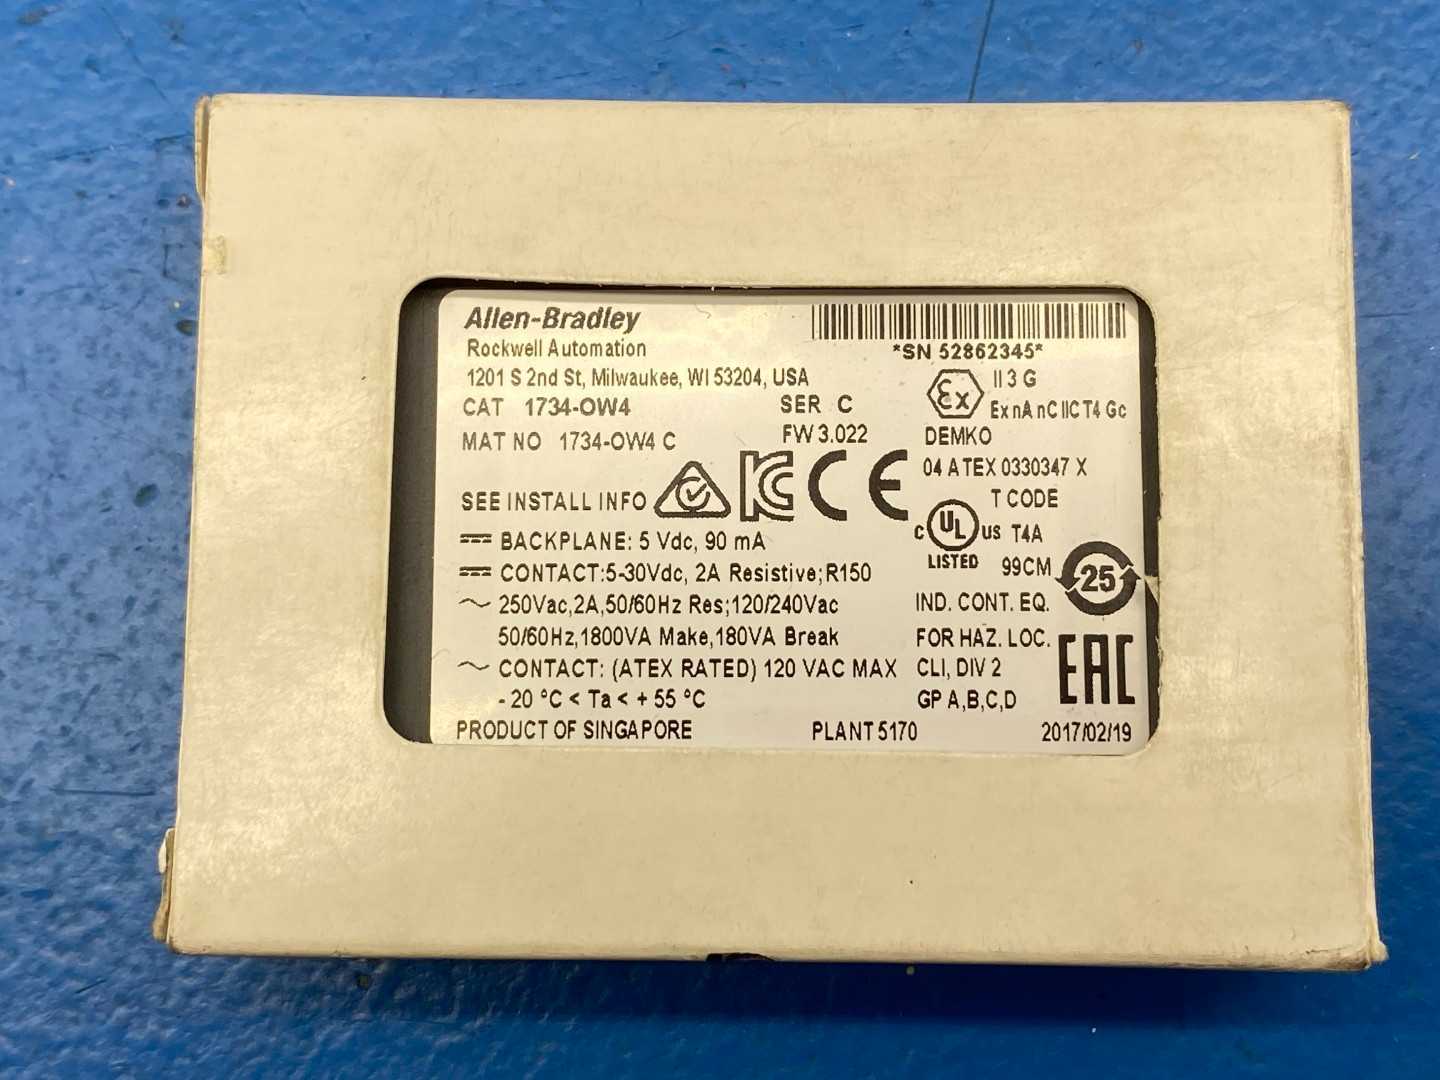 Allen-Bradley
Rockwell Automation
*SN 52862345*
1201 S 2nd St, Milwaukee, WI 53204, USA
CAT 1734-OW4 SER C
MAT NO 1734-OW4 C FW 3.022
Ex II 3 G
Ex nA nC IIC T4 Gc
DEMKO
04 ATEX 0330347 X
SEE INSTALL INFO KC CE
T CODE
C UL US T4A
LISTED 99CM
25
BACKPLANE: 5 Vdc, 90 mA
CONTACT:5-30Vdc, 2A Resistive;R150
250Vac,2A,50/60Hz Res;120/240Vac
50/60Hz,1800VA Make,180VA Break
CONTACT: (ATEX RATED) 120 VAC MAX
- 20 °C < Ta < + 55 °C
IND. CONT. EQ.
FOR HAZ. LOC.
CLI, DIV 2
GP A,B,C,D
EAC
PRODUCT OF SINGAPORE PLANT 5170 2017/02/19